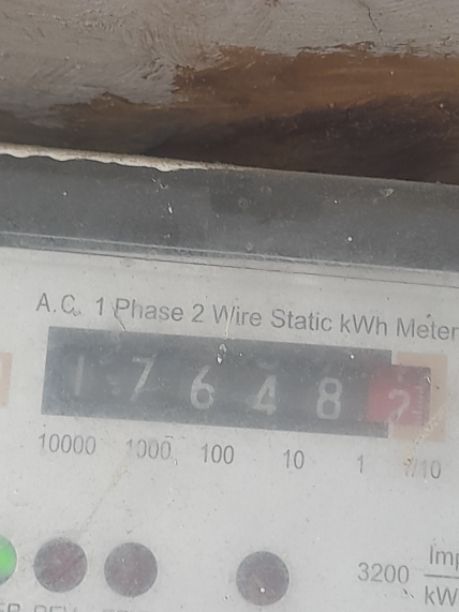 A.C. 1 Phase 2 Wire Static kWh Meter
1 7 6 4 8 2
10000 1000 100 10 1 1/10
3200 Imp
kW